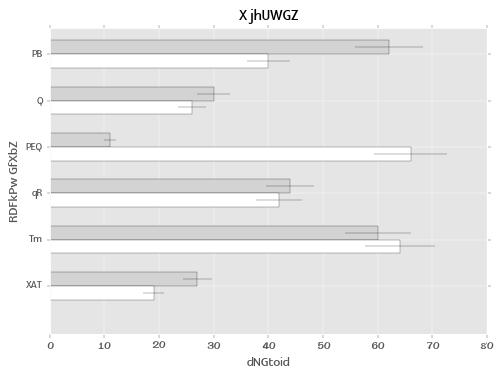 X jhUWGZ
PB
Q
PEQ
qR
Tm
XAT
RDFkPw GfXbZ
0 10 20 30 40 50 60 70 80
dNGtoid